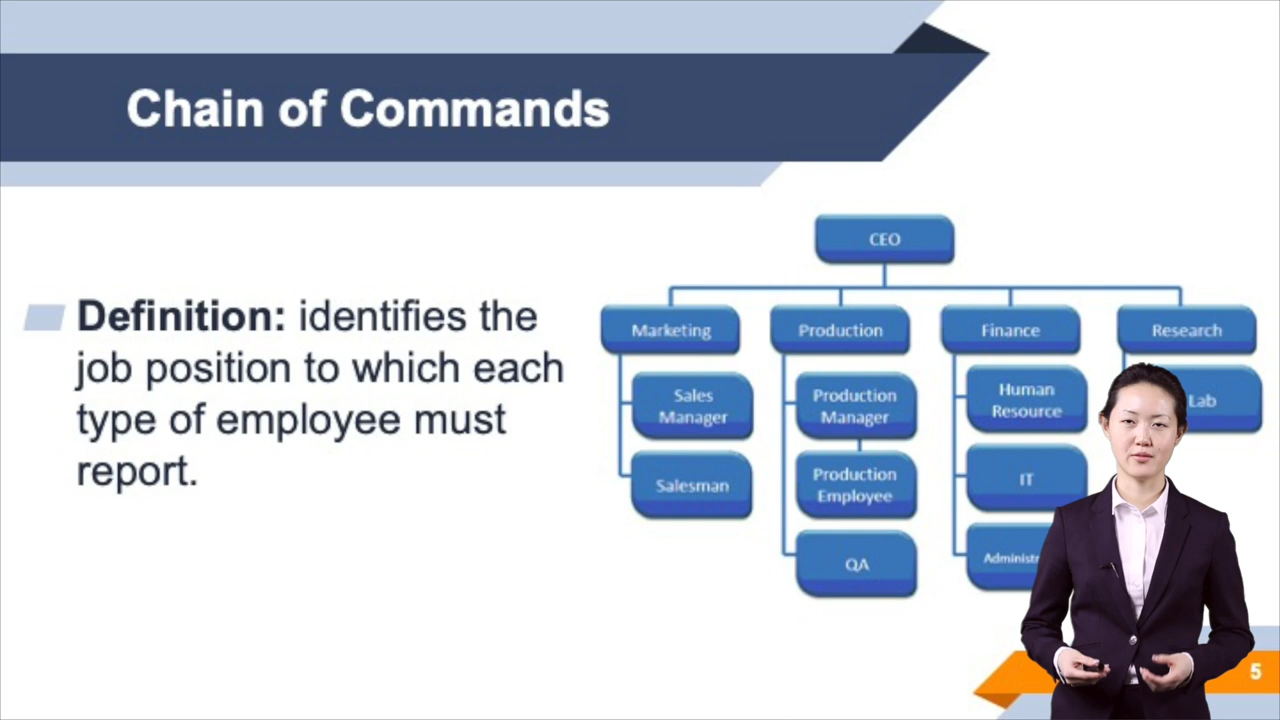 Chain of Commands
Definition: identifies the
job position to which each
type of employee must
report.
CEO
Marketing
Production
Finance
Research
Sales
Manager
Salesman
Production
Manager
Production
Employee
QA
Human
Resource
IT
Lab
5